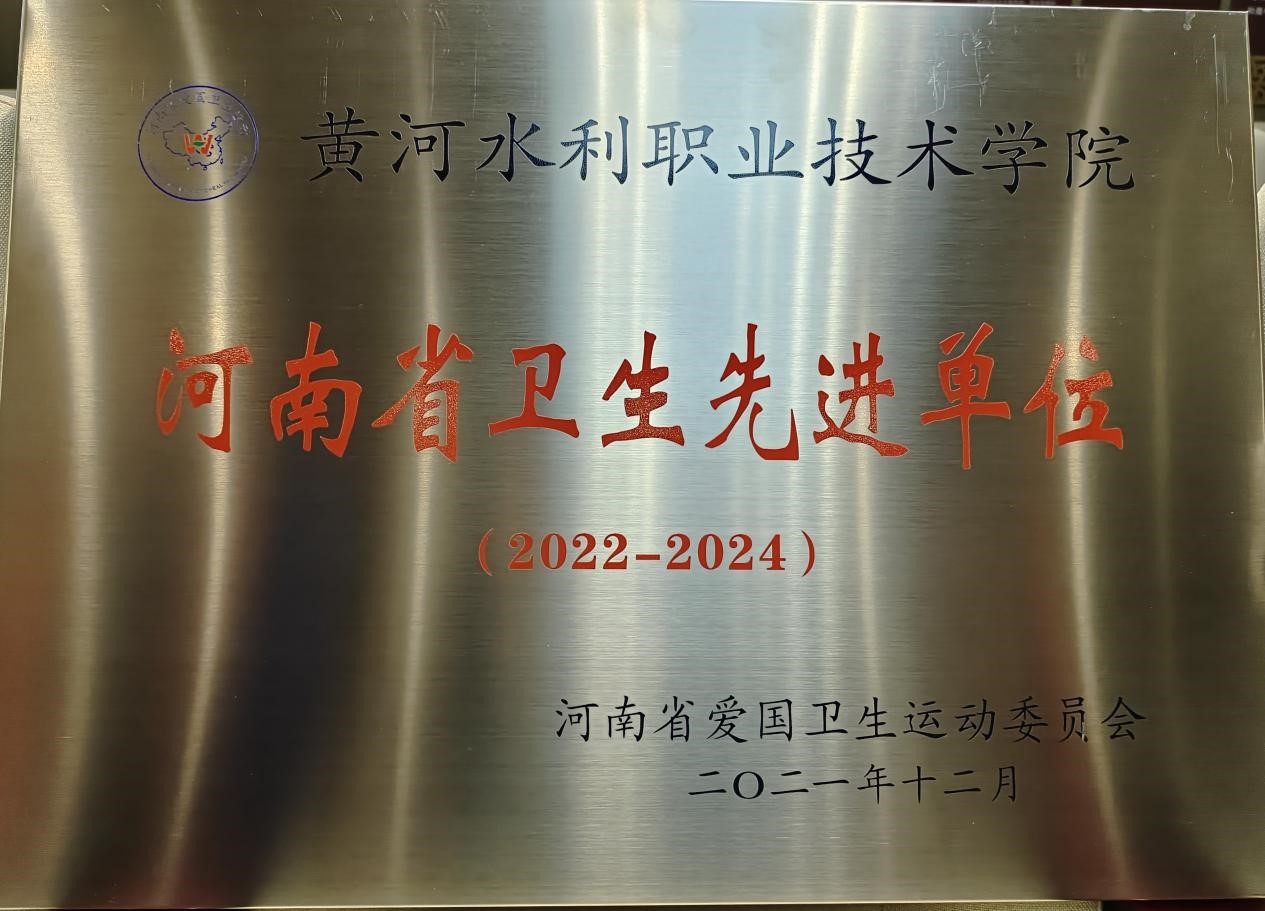 黄河水利职业技术学院
河南省卫生先进单位
（2022-2024）
河南省爱国卫生运动委员会
二〇二一年十二月